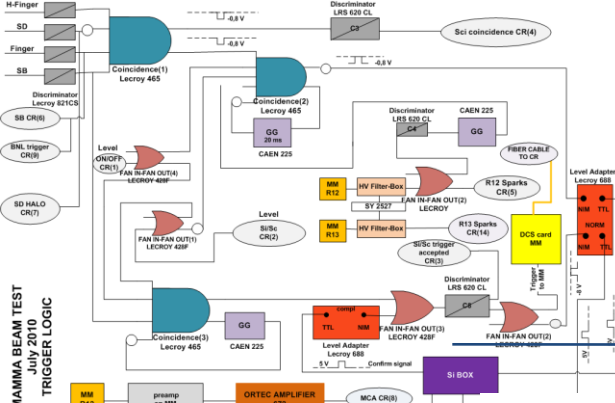 H-Finger
SD
Finger
SB
Discriminator
Lecroy 821CS
SB CR(6)
BNL trigger
CR(9)
SD HALO
CR(7)
Coincidence(1)
Lecroy 465
-0,8 V
-0,8 V
Discriminator
LRS 620 CL
C3
Sci coincidence CR(4)
-0,8 V
Coincidence(2)
Lecroy 465
GG
20 ms
CAEN 225
Discriminator
LRS 620 CL
C4
CAEN 225
GG
FIBER CABLE
TO CR
Level
ON/OFF
CR(1)
FAN IN-FAN OUT(4)
LECROY 428F
MM
R12
HV Filter-Box
FAN IN-FAN OUT(2)
LECROY
R12 Sparks
CR(5)
SY 2527
MM
R13
HV Filter-Box
R13 Sparks
CR(14)
Level Adapter
Lecroy 688
NIM TTL
NORM
NIM TTL
FAN IN-FAN OUT(1)
LECROY 428F
Level
Si/Sc
CR(2)
Si/Sc trigger
accepted
CR(3)
DCS card
MM
Trigger
to MM
-8 V
Discriminator
LRS 620 CL
C6
Coincidence(3)
Lecroy 465
GG
CAEN 225
compl
TTL NIM
Level Adapter
Lecroy 688
FAN IN-FAN OUT(3)
LECROY 428F
FAN IN-FAN OUT(2)
5 V
Confirm signal
5V
Si BOX
MAMMA BEAM TEST
July 2010
TRIGGER LOGIC
MM
preamp
ORTEC AMPLIFIER
MCA CR(8)